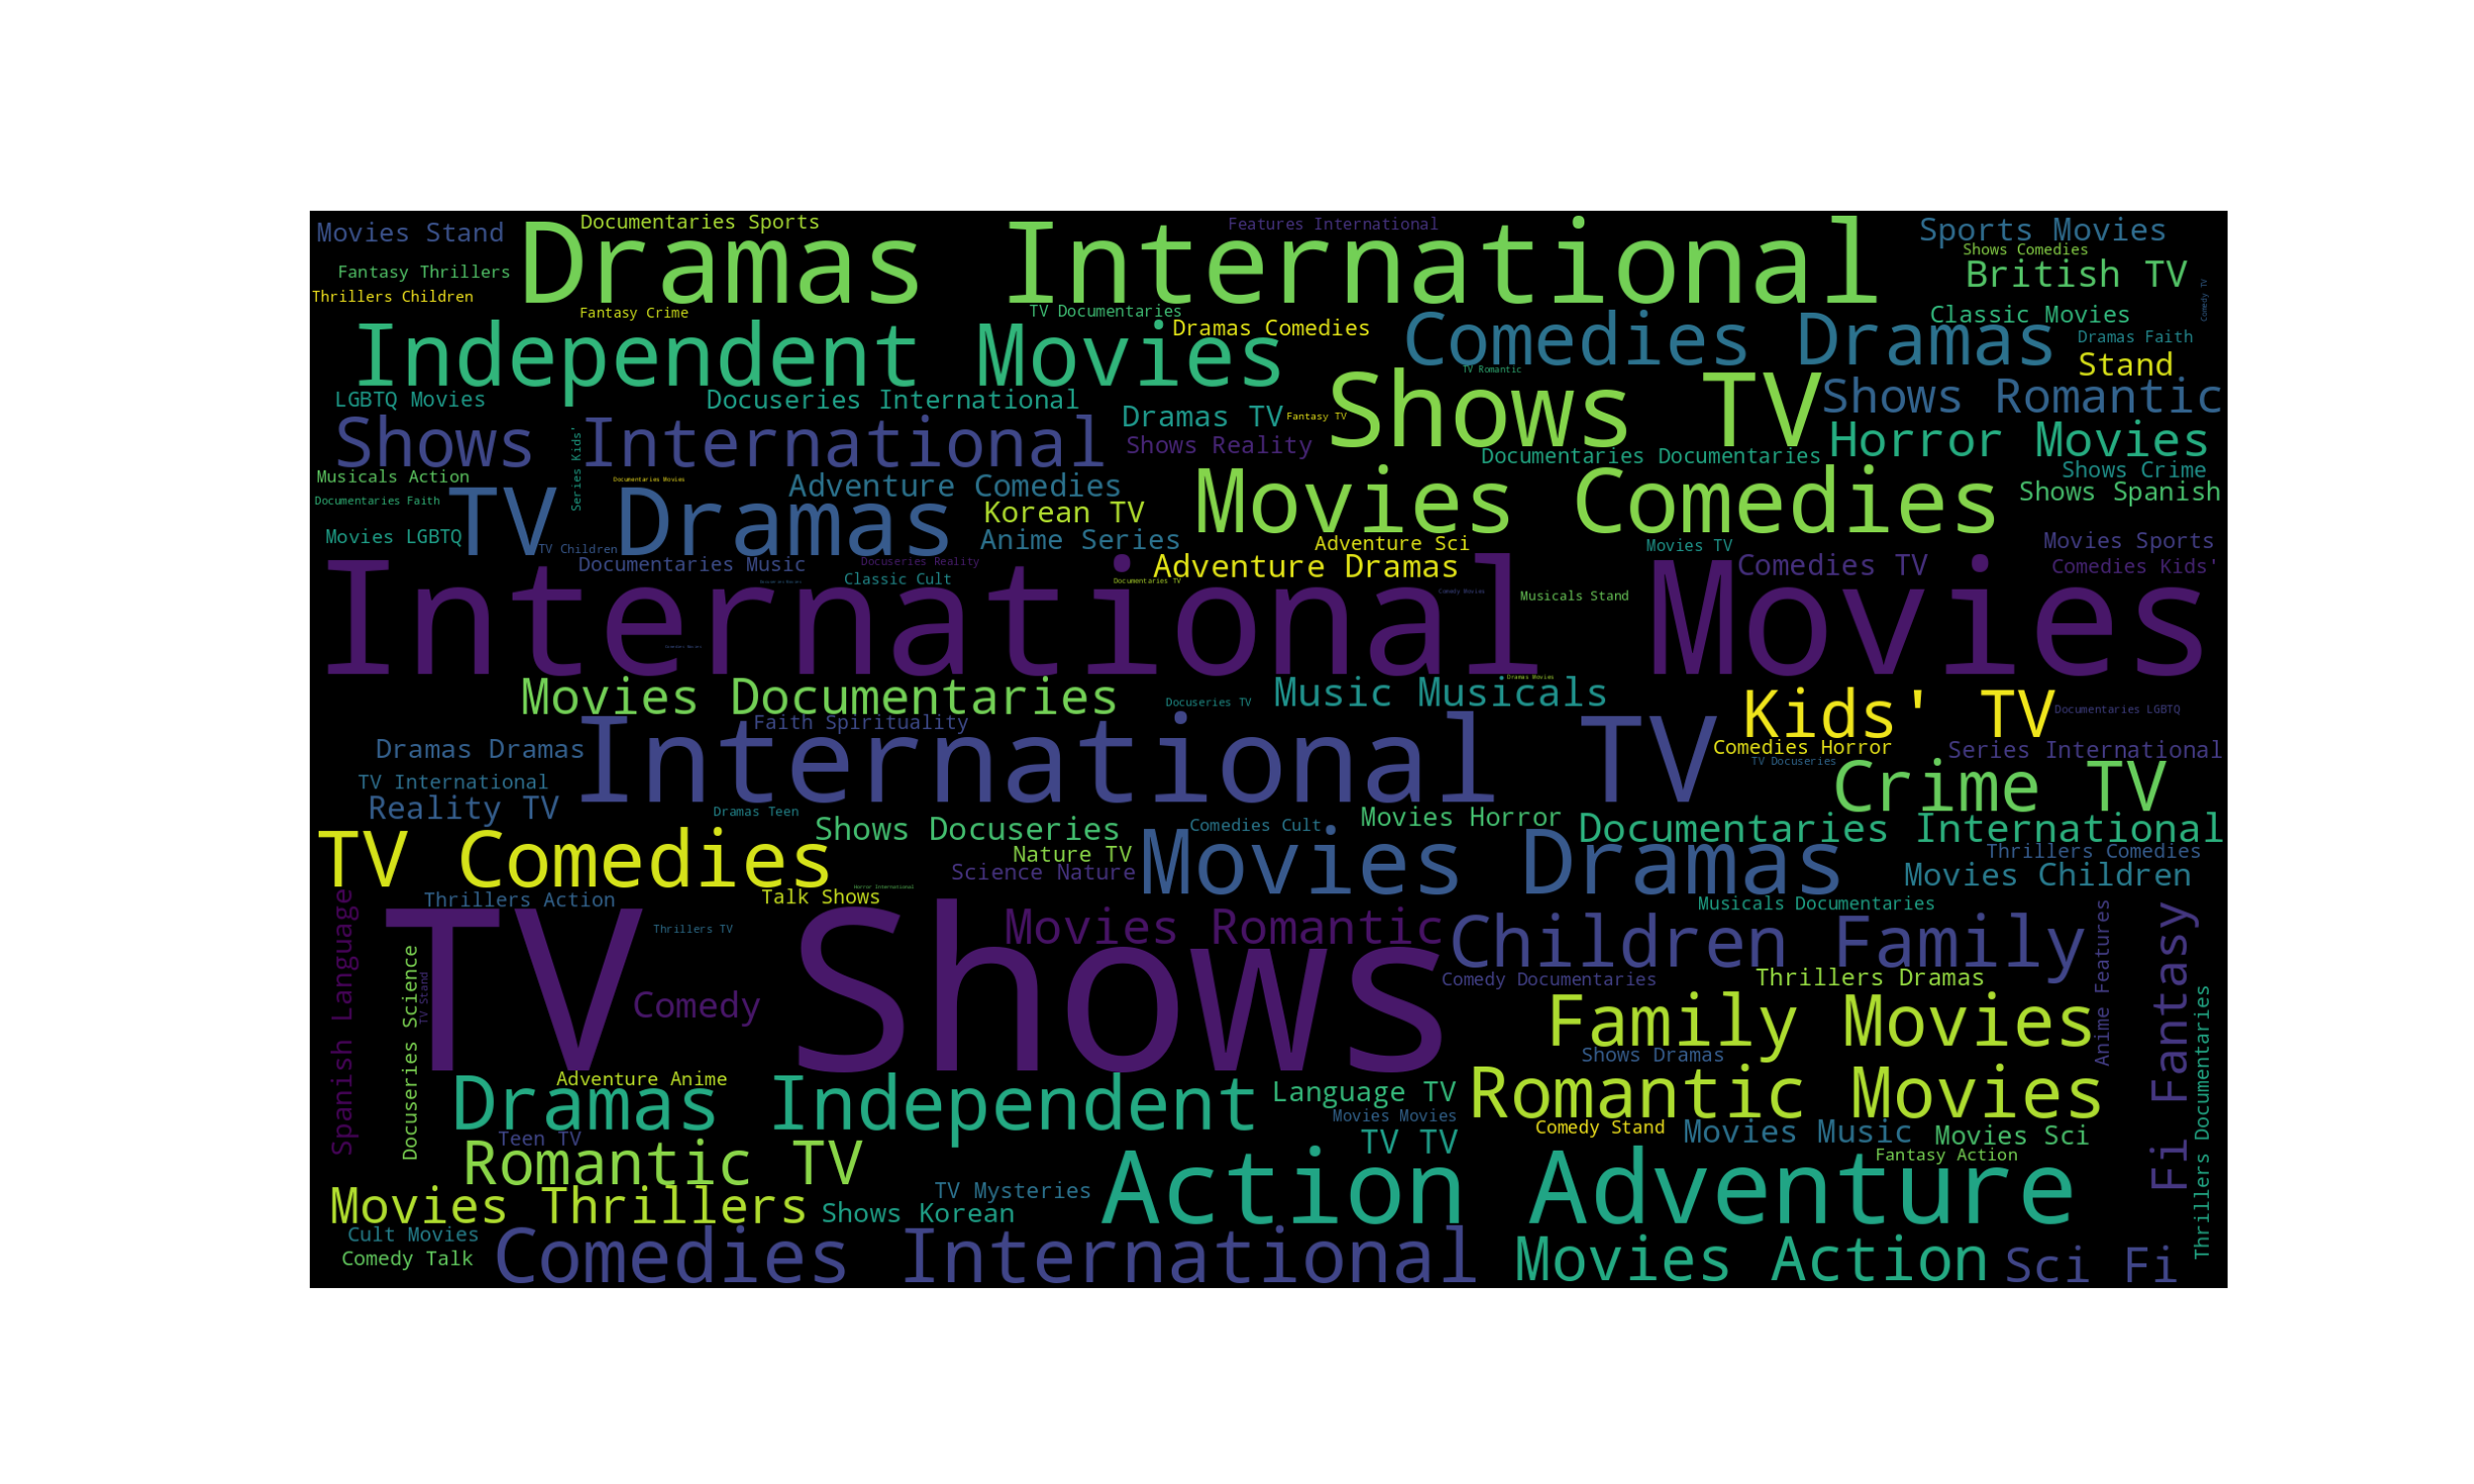 Movies Stand
Documentaries Sports
Dramas International
Features International
Sports Movies
Shows Comedies
British TV
Fantasy Thrillers
Thrillers Children
Fantasy Crime
TV Documentaries
Comedy TV
Classic Movies
Independent Movies
Dramas Comedies
Comedies Dramas
Dramas Faith
Stand
TV Romantic
Shows TV
Shows Romantic
LGBTQ Movies
Docuseries International
Dramas TV
Fantasy TV
Shows International
Shows Reality
Horror Movies
Series Kids'
Documentaries Documentaries
Shows Crime
Musicals Action
Documentaries Movies
Adventure Comedies
Movies Comedies
Shows Spanish
Documentaries Faith
TV Dramas
Korean TV
Movies LGBTQ
TV Children
Anime Series
Adventure Sci
Movies TV
Movies Sports
Documentaries Music
Docuseries Reality
Adventure Dramas
Comedies TV
Comedies Kids'
Classic Cult
Documentaries TV
Comedy Movies
Musicals Stand
International Movies
Movies Documentaries
Docuseries TV
Music Musicals
Dramas Movies
Kids' TV
Documentaries LGBTQ
Faith Spirituality
International TV
Dramas Dramas
Comedies Horror
Series International
TV Docuseries
TV International
Reality TV
Crime TV
Dramas Teen
Shows Docuseries
Comedies Cult
Movies Horror
Documentaries International
TV Comedies
Nature TV
Movies Dramas
Thrillers Comedies
Science Nature
Movies Children
Horror International
Thrillers Action
Talk Shows
Musicals Documentaries
Spanish Language
TV Shows
Thrillers TV
Movies Romantic
Children Family
Anime Features
Fi Fantasy
Docuseries Science
TV Stand
Comedy
Comedy Documentaries
Thrillers Dramas
Family Movies
Thrillers Documentaries
Shows Dramas
Adventure Anime
Dramas Independent
Language TV
Romantic Movies
Movies Movies
Teen TV
Comedy Stand
Movies Music
Movies Sci
Romantic TV
TV TV
Fantasy Action
Action Adventure
Movies Thrillers
TV Mysteries
Shows Korean
Cult Movies
Comedy Talk
Comedies International
Movies Action
Sci Fi